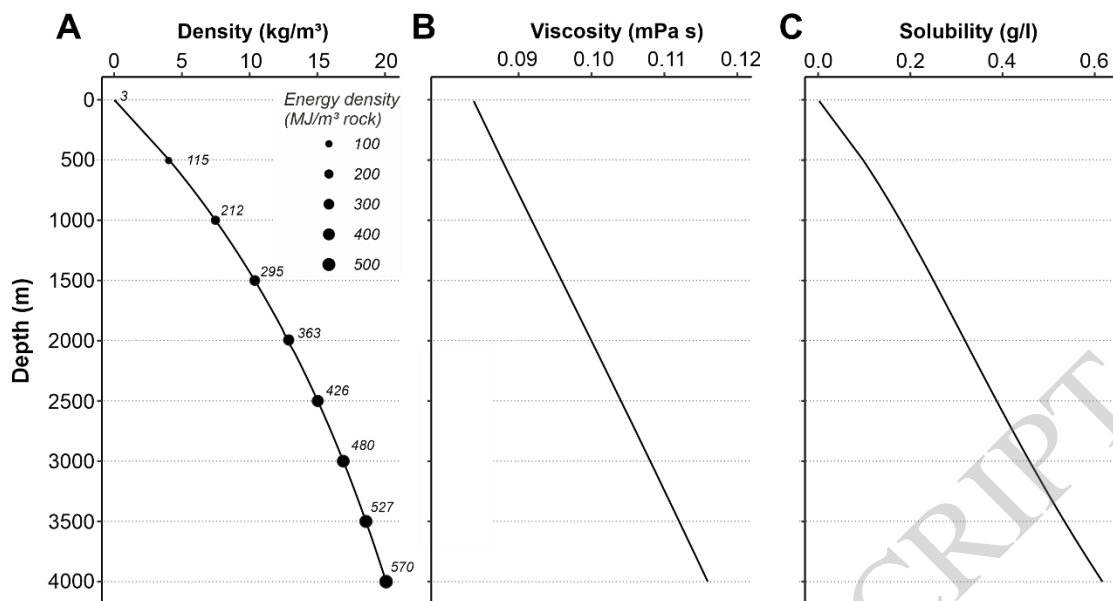 A
Density (kg/m³)
0 5 10 15 20
Depth (m)
0
500
1000
1500
2000
2500
3000
3500
4000
3
115
212
295
363
426
480
527
570
Energy density
(MJ/m³ rock)
100
200
300
400
500
B
Viscosity (mPa s)
0.09 0.10 0.11 0.12
C
Solubility (g/l)
0.0 0.2 0.4 0.6
CRIPT